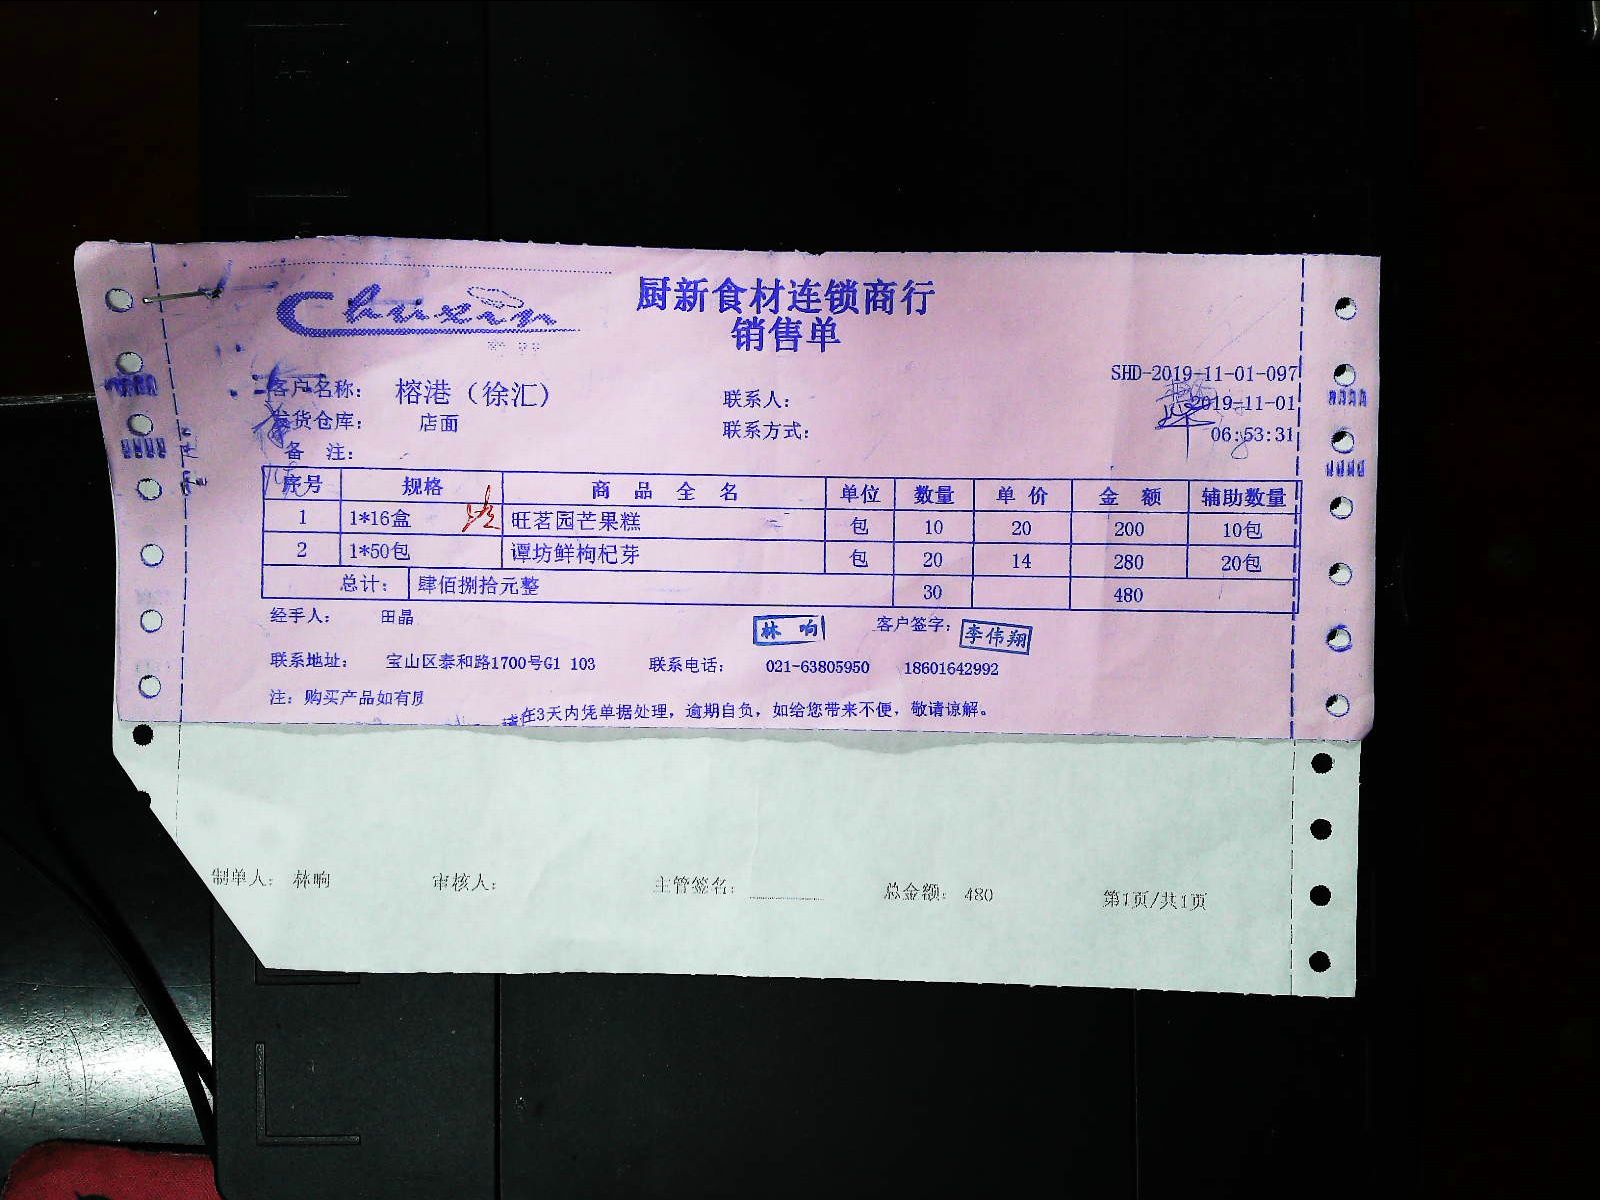 Chuxin
厨新食材连锁商行
销售单
SHD-2019-11-01-097
客户名称： 榕港（徐汇） 联系人： 2019-11-01
发货仓库： 店面 联系方式： 06:53:31
备 注：
序号 规格 商 品 全 名 单位 数量 单 价 金 额 辅助数量
1 1*16盒 旺茗园芒果糕 包 10 20 200 10包
2 1*50包 谭坊鲜枸杞芽 包 20 14 280 20包
总计： 肆佰捌拾元整 30 480
经手人： 田晶 林 响 客户签字： 李伟翔
联系地址： 宝山区泰和路1700号G1 103 联系电话： 021-63805950 18601642992
注：购买产品如有质
在3天内凭单据处理，逾期自负，如给您带来不便，敬请谅解。
制单人： 林响 审核人： 主管签名： 总金额： 480 第1页/共1页